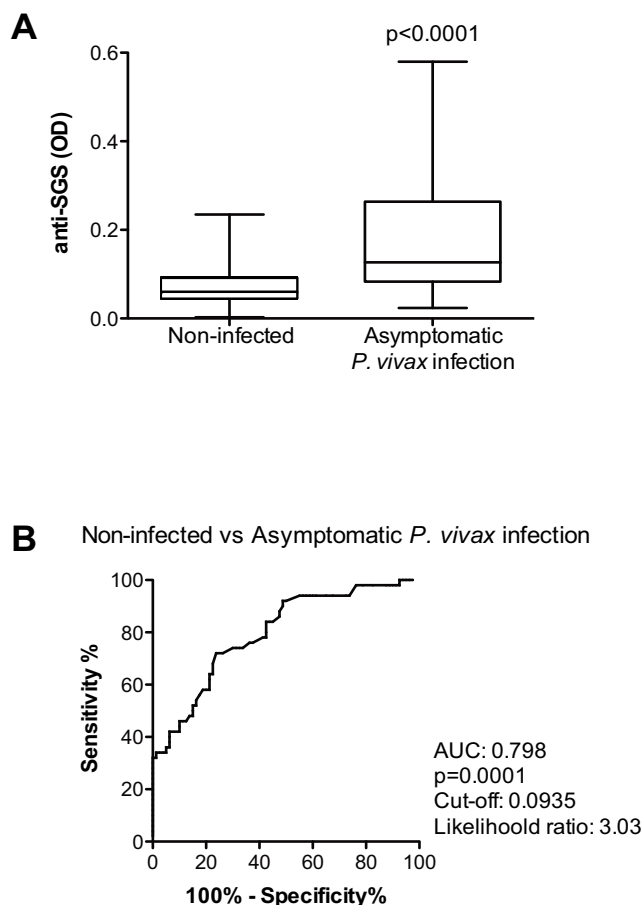 A
p<0.0001
anti-SGS (OD)
0.6
0.4
0.2
0.0
Non-infected
Asymptomatic
P. vivax infection
B
Non-infected vs Asymptomatic P. vivax infection
Sensitivity %
100
80
60
40
20
0
0 20 40 60 80 100
100% - Specificity%
AUC: 0.798
p=0.0001
Cut-off: 0.0935
Likelihoold ratio: 3.03